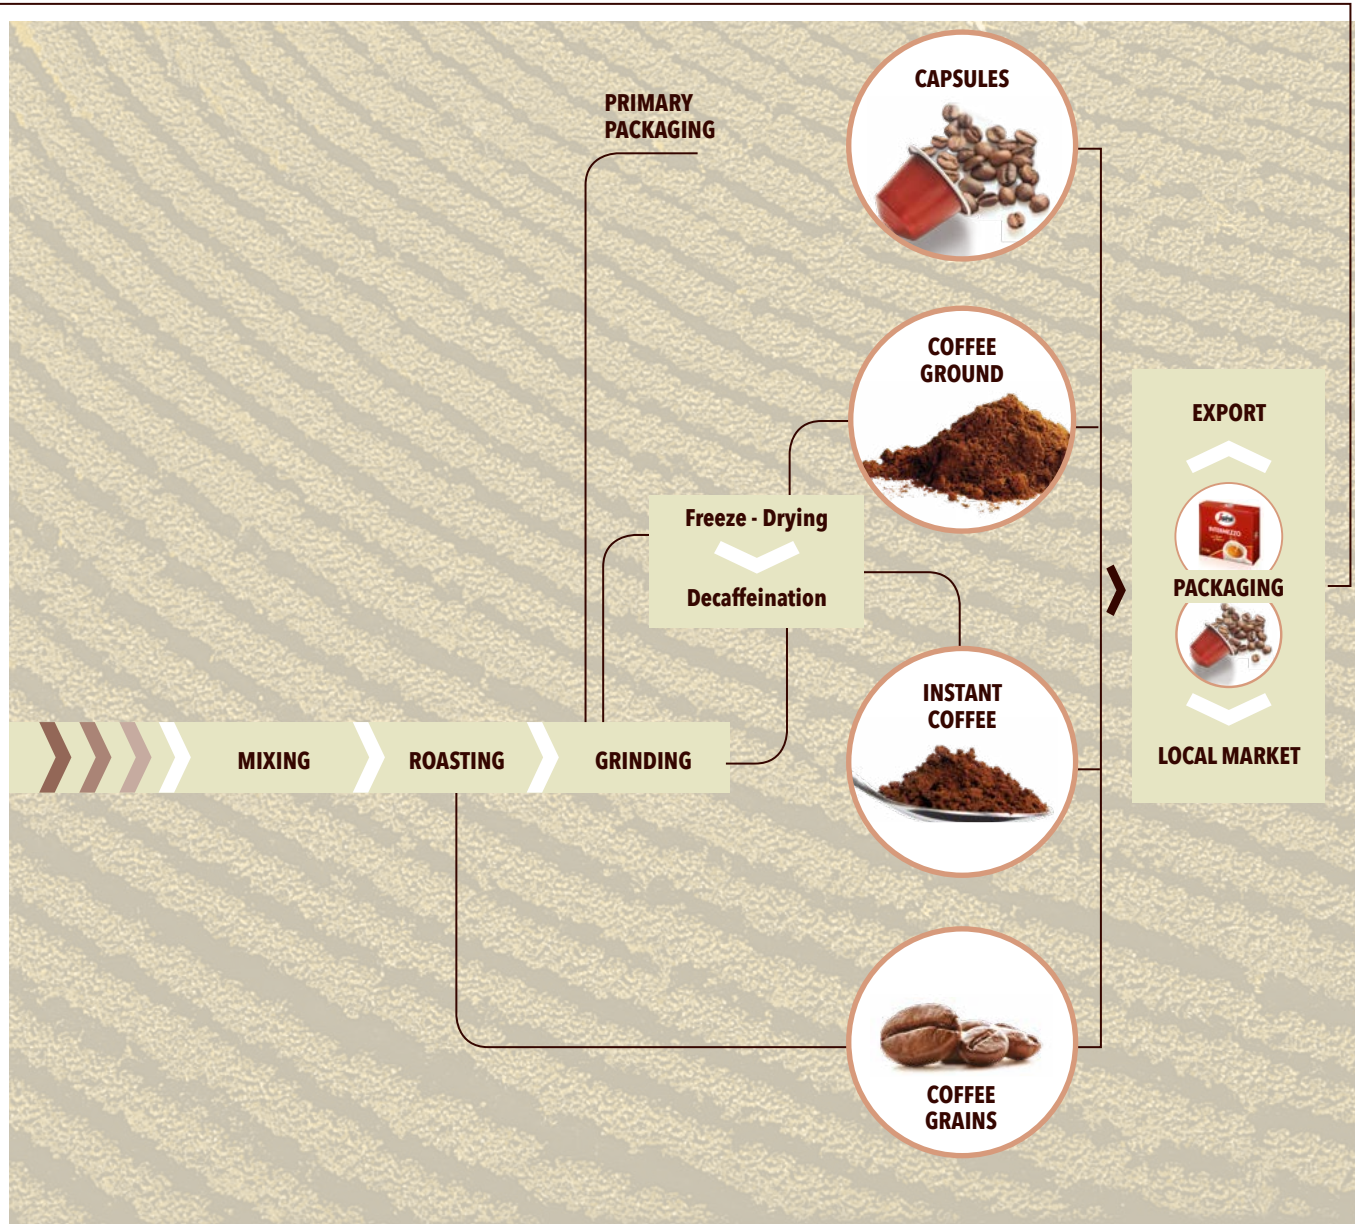 CAPSULES
PRIMARY
PACKAGING
COFFEE
GROUND
EXPORT
Freeze - Drying
INTERMEZZO
PACKAGING
Decaffeination
INSTANT
COFFEE
MIXING
ROASTING
GRINDING
LOCAL MARKET
COFFEE
GRAINS